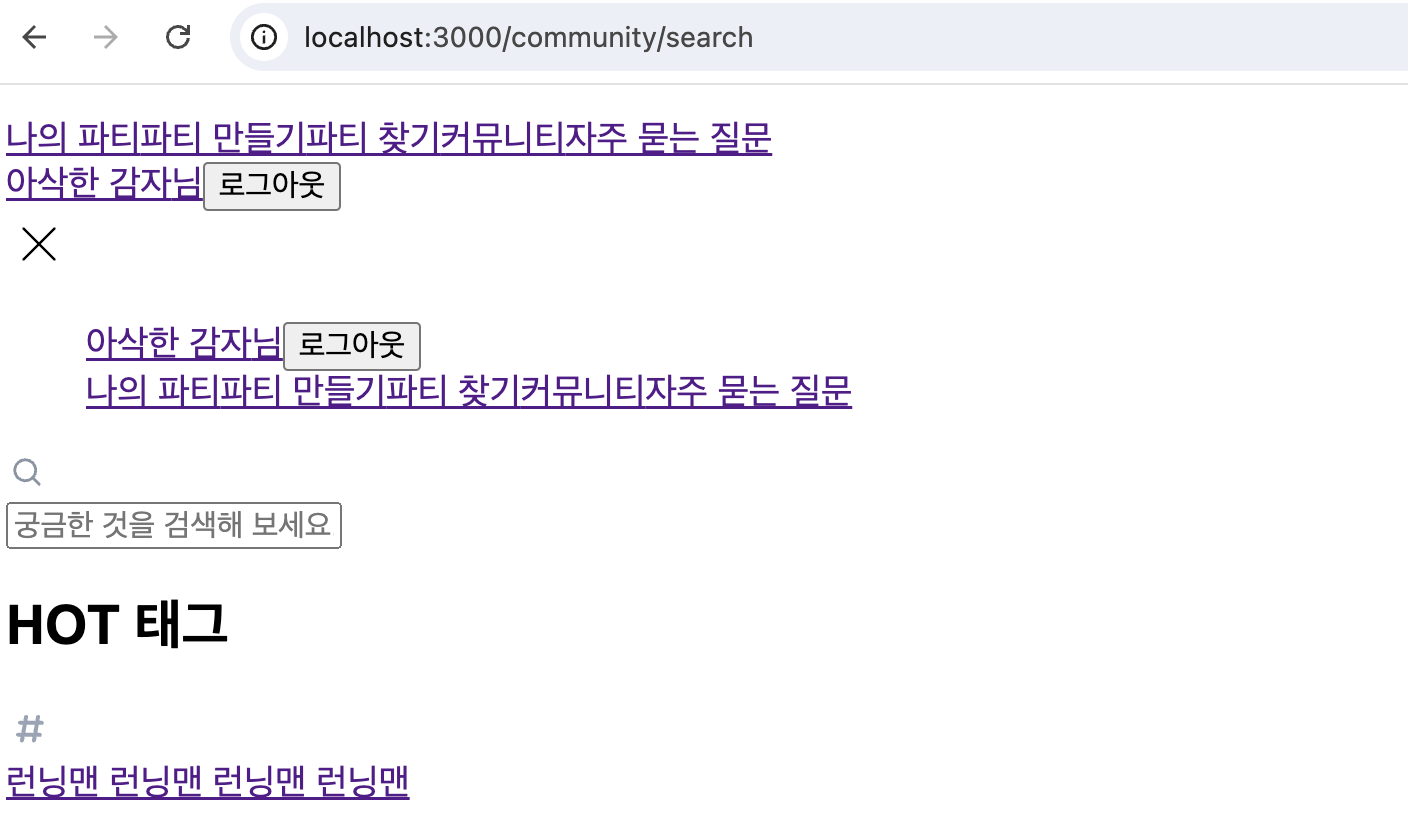 localhost:3000/community/search
나의 파티파티 만들기파티 찾기커뮤니티자주 묻는 질문
아삭한 감자님로그아웃
아삭한 감자님로그아웃
나의 파티파티 만들기파티 찾기커뮤니티자주 묻는 질문
궁금한 것을 검색해 보세요
HOT 태그
#
런닝맨 런닝맨 런닝맨 런닝맨